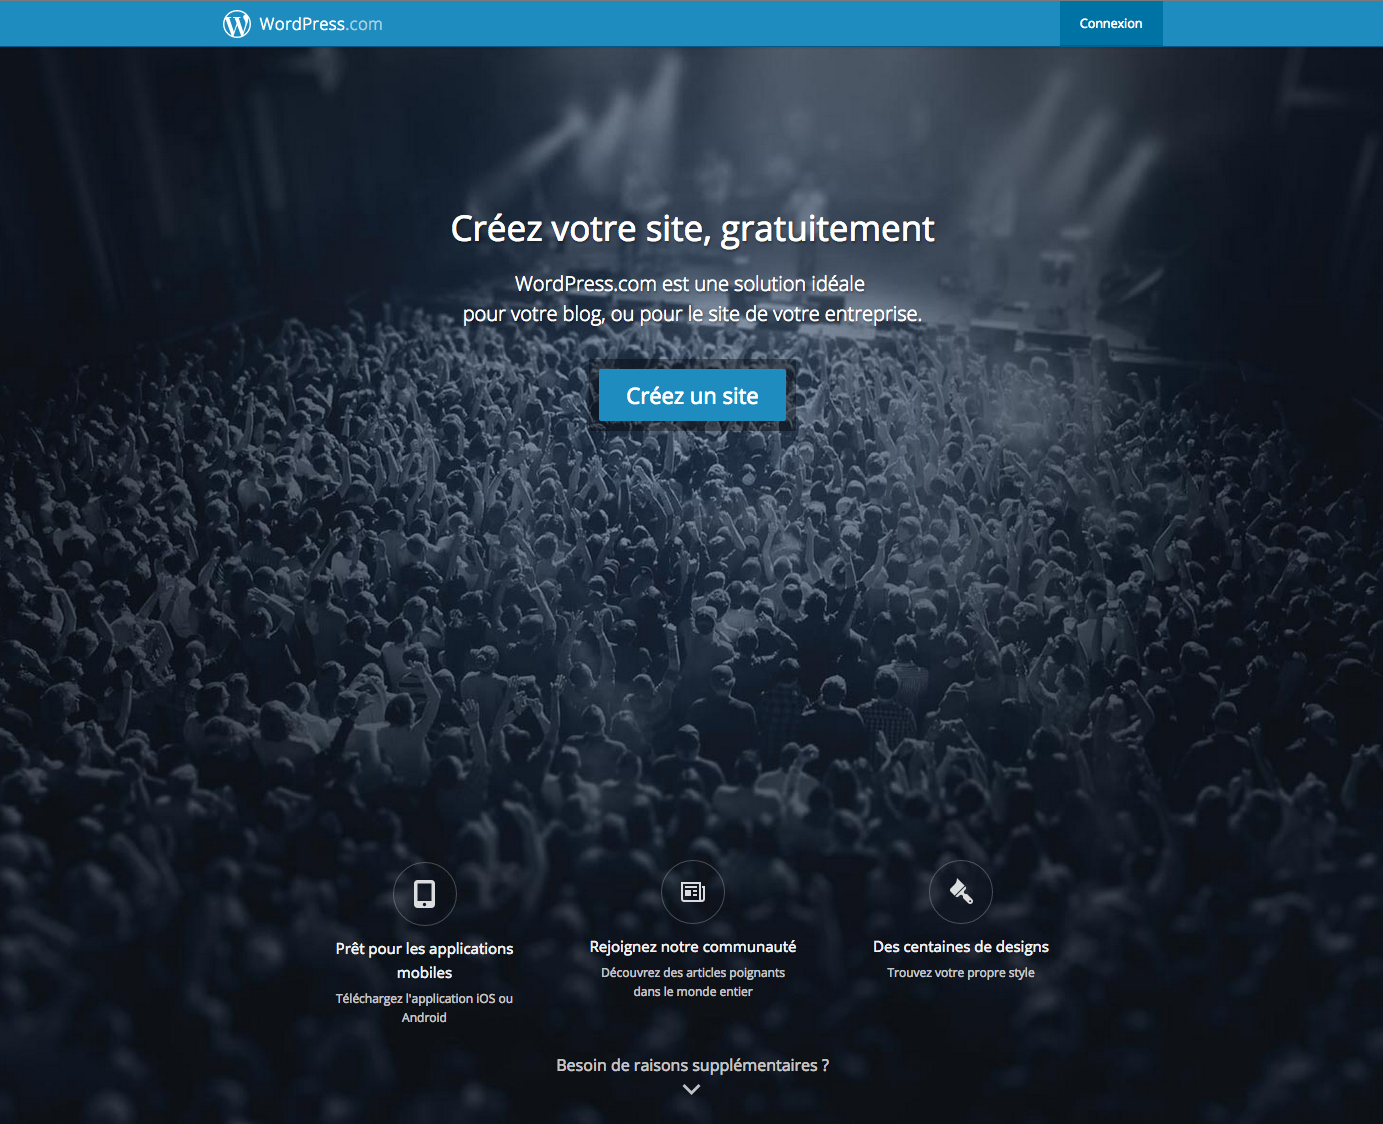 WordPress.com
Connexion
Créez votre site, gratuitement
WordPress.com est une solution idéale
pour votre blog, ou pour le site de votre entreprise.
Créez un site
Prêt pour les applications
mobiles
Téléchargez l'application iOS ou
Android
Rejoignez notre communauté
Découvrez des articles poignants
dans le monde entier
Des centaines de designs
Trouvez votre propre style
Besoin de raisons supplémentaires ?